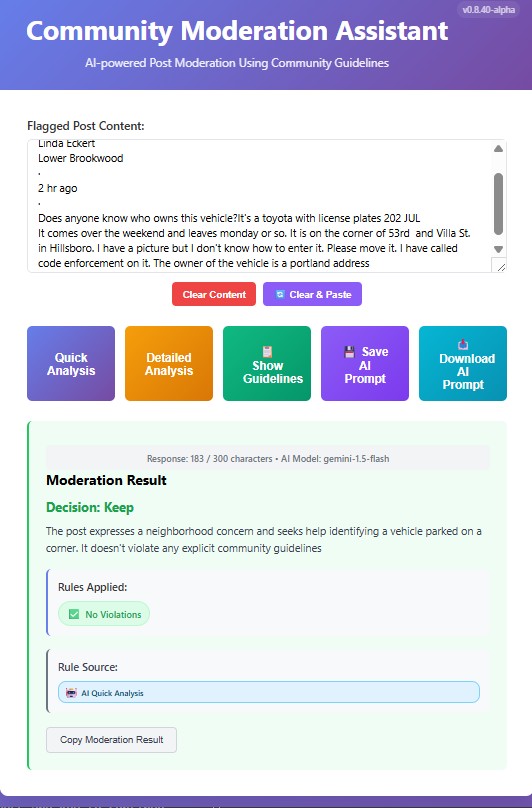 v0.8.40-alpha
Community Moderation Assistant
AI-powered Post Moderation Using Community Guidelines
Flagged Post Content:
Linda Eckert
Lower Brookwood
·
2 hr ago
·
Does anyone know who owns this vehicle?It's a toyota with license plates 202 JUL
It comes over the weekend and leaves monday or so. It is on the corner of 53rd  and Villa St.
in Hillsboro. I have a picture but I don't know how to enter it. Please move it. I have called
code enforcement on it. The owner of the vehicle is a portland address
Clear Content
Clear & Paste
Quick
Analysis
Detailed
Analysis
Show
Guidelines
Save
AI
Prompt
Download
AI
Prompt
Response: 183 / 300 characters • AI Model: gemini-1.5-flash
Moderation Result
Decision: Keep
The post expresses a neighborhood concern and seeks help identifying a vehicle parked on a
corner. It doesn't violate any explicit community guidelines
Rules Applied:
✅ No Violations
Rule Source:
AI Quick Analysis
Copy Moderation Result